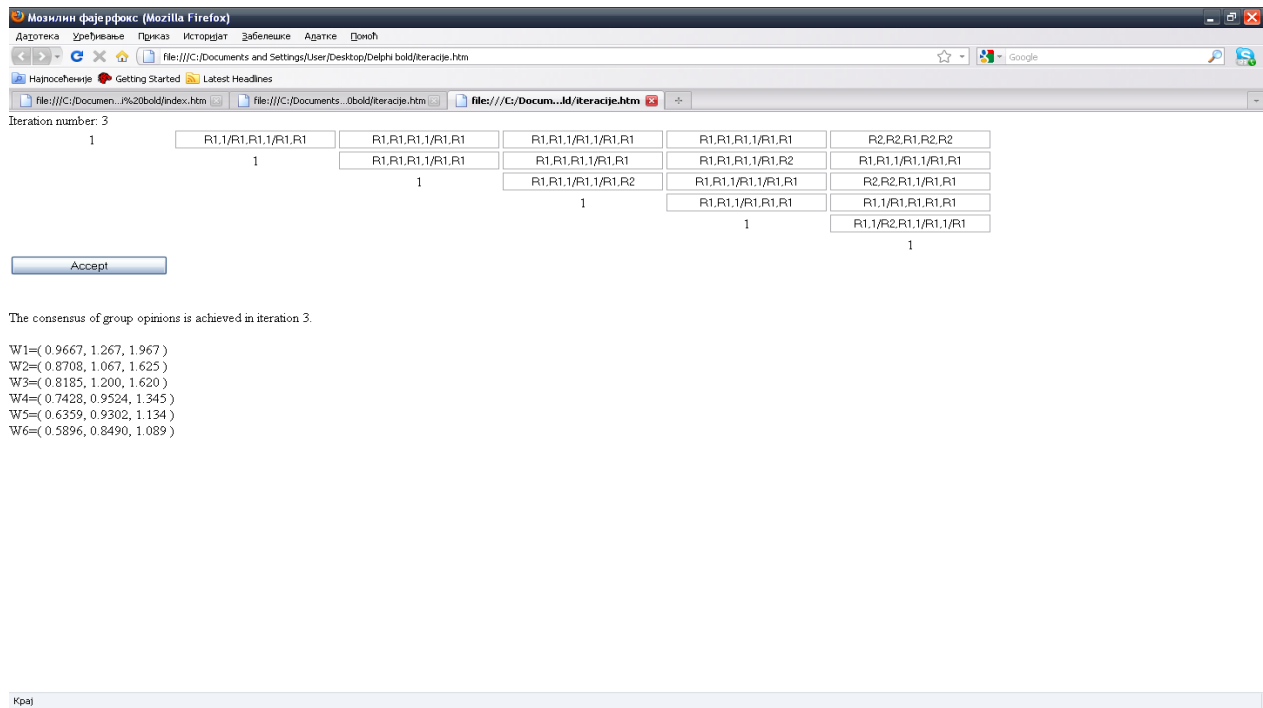 Мозилин фајерфокс (Mozilla Firefox)
Датотека Уређивање Приказ Историјат Забелешке Алатке Помоћ
file:///C:/Documents and Settings/User/Desktop/Delphi bold/iteracije.htm Google
Најпосећеније Getting Started Latest Headlines
file:///C:/Documen...i%20bold/index.htm file:///C:/Documents...0bold/iteracije.htm file:///C:/Docum...ld/iteracije.htm
Iteration number: 3
1 R1,1/R1,R1,1/R1,R1 R1,R1,R1,1/R1,R1 R1,R1,1/R1,1/R1,R1 R1,R1,R1,1/R1,R1 R2,R2,R1,R2,R2
1 R1,R1,R1,1/R1,R1 R1,R1,R1,1/R1,R1 R1,R1,R1,1/R1,R2 R1,R1,1/R1,1/R1,R1
1 R1,R1,1/R1,1/R1,R2 R1,R1,1/R1,1/R1,R1 R2,R2,R1,1/R1,R1
1 R1,R1,1/R1,R1,R1 R1,1/R1,R1,R1,R1
1 R1,1/R2,R1,1/R1,1/R1
1
Accept
The consensus of group opinions is achieved in iteration 3.
W1=( 0.9667, 1.267, 1.967 )
W2=( 0.8708, 1.067, 1.625 )
W3=( 0.8185, 1.200, 1.620 )
W4=( 0.7428, 0.9524, 1.345 )
W5=( 0.6359, 0.9302, 1.134 )
W6=( 0.5896, 0.8490, 1.089 )
Крај